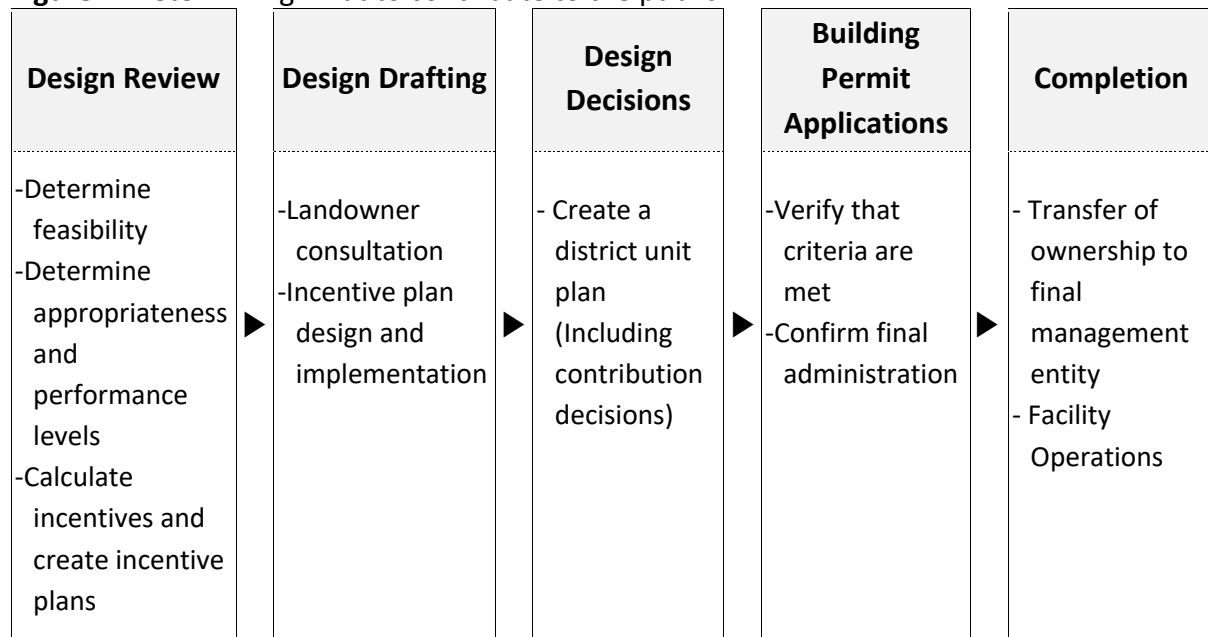 Design Review
-Determine
feasibility
-Determine
appropriateness
and
performance
levels
-Calculate
incentives and
create incentive
plans
Design Drafting
-Landowner
consultation
-Incentive plan
design and
implementation
Design
Decisions
- Create a
district unit
plan
(Including
contribution
decisions)
Building
Permit
Applications
-Verify that
criteria are
met
-Confirm final
administration
Completion
- Transfer of
ownership to
final
management
entity
- Facility
Operations